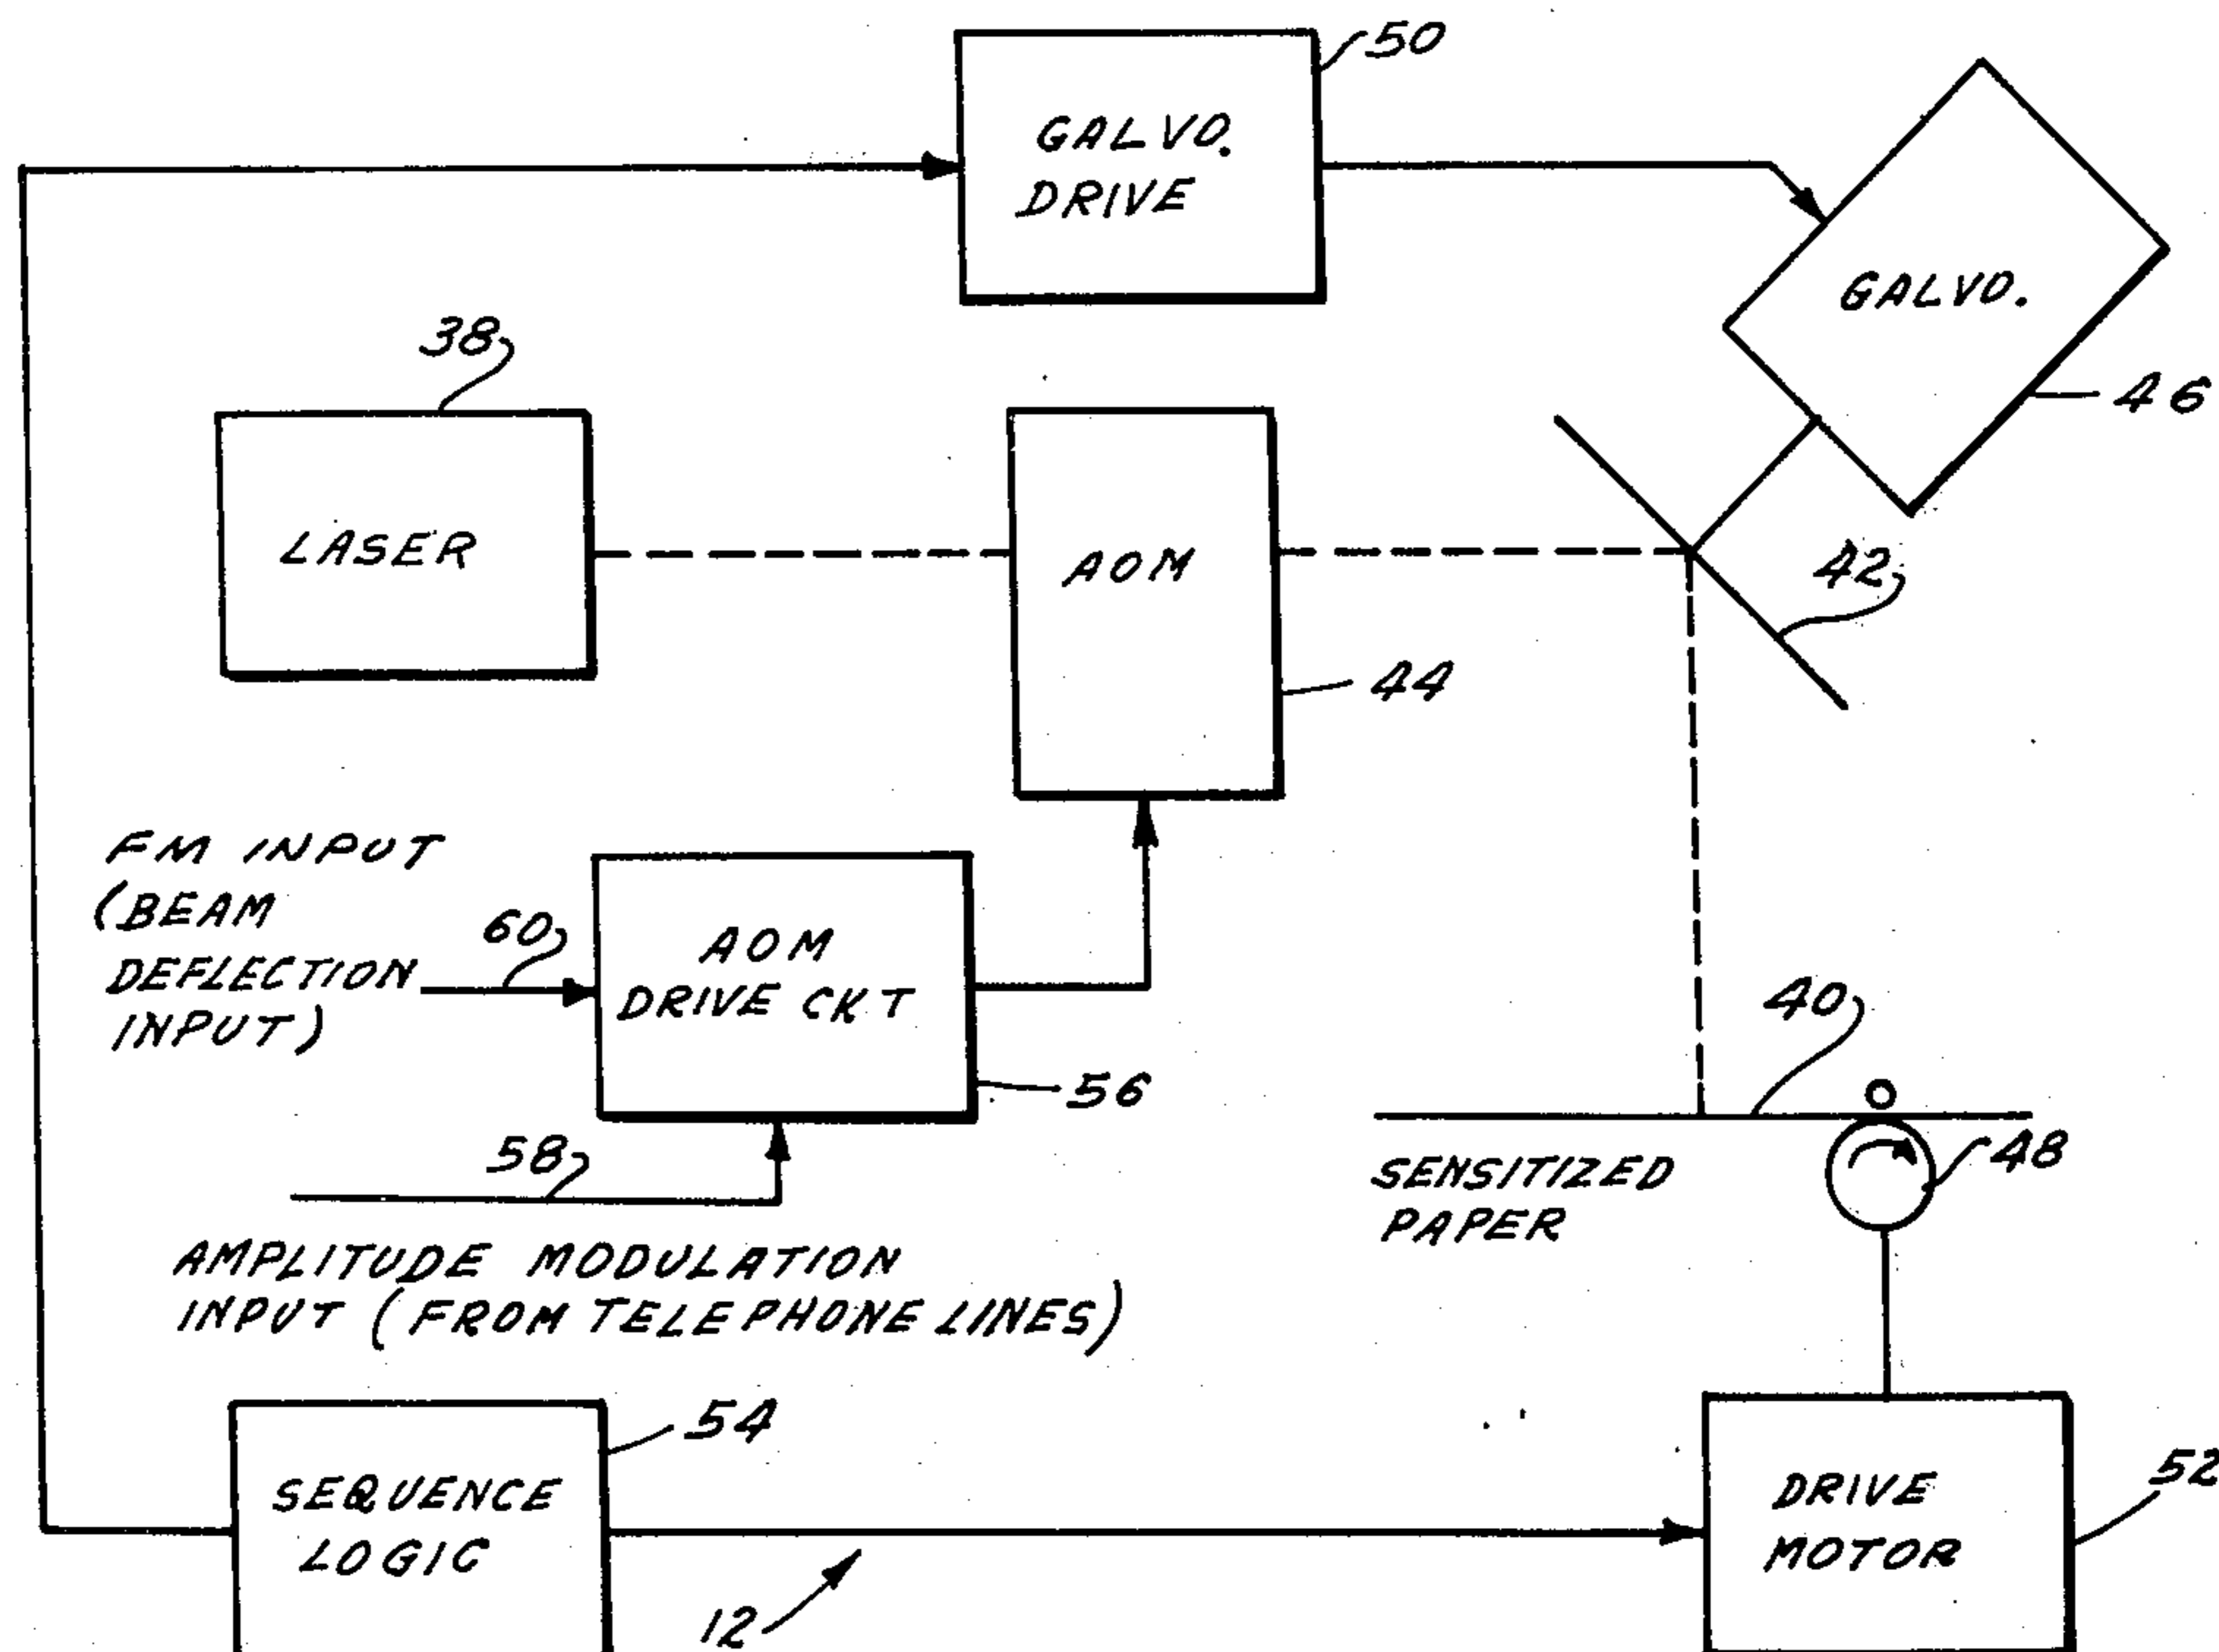 50
GALVO.
DRIVE
GALVO.
38
46
LASER
AOM
42
44
FM INPUT
(BEAM
DEFLECTION
INPUT)
60
AOM
DRIVE CKT
40
56
58
SENSITIZED
PAPER
48
AMPLITUDE MODULATION
INPUT (FROM TELEPHONE LINES)
54
SEQUENCE
LOGIC
DRIVE
MOTOR
52
12